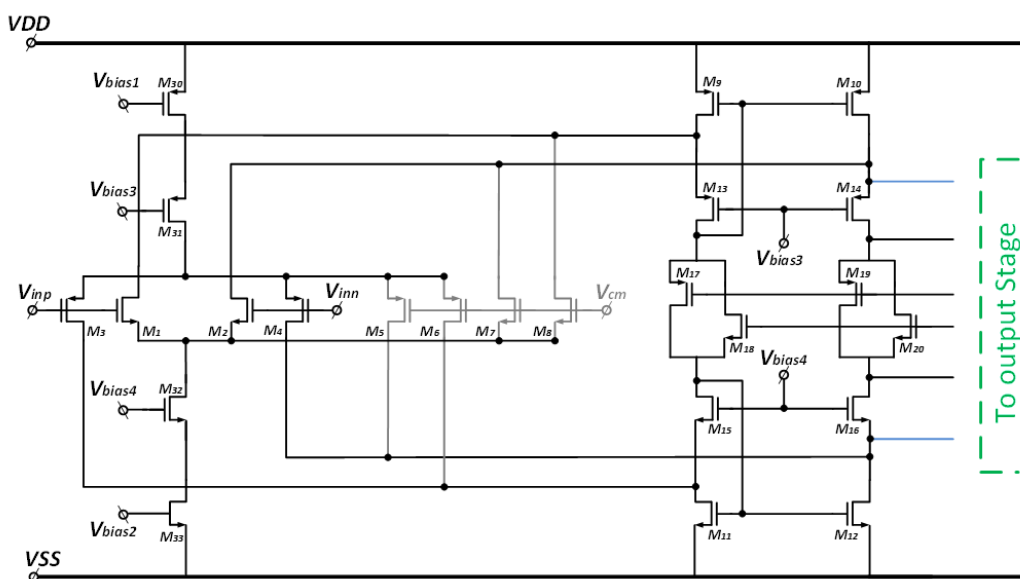 VDD
Vbias1
M30
M9
M10
Vbias3
M31
M13
M14
Vbias3
Vinp
M3
M1
M2
M4
Vinn
M5
M6
M7
M8
Vcm
M17
M18
M19
M20
Vbias4
M32
Vbias4
M15
M16
Vbias2
M33
M11
M12
VSS
To output Stage